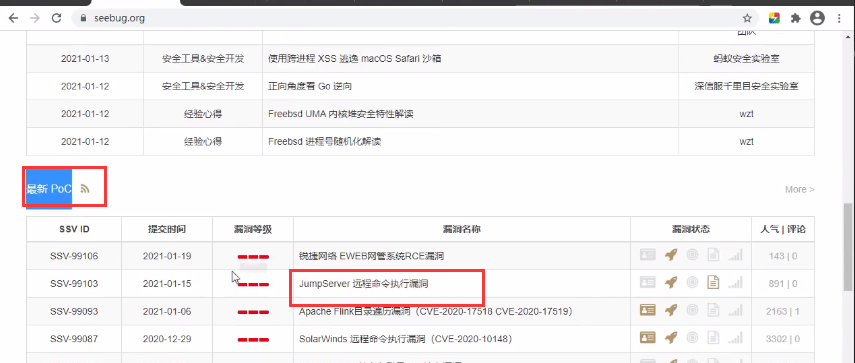 seebug.org
团队
2021-01-13 安全工具&安全开发 使用跨进程 XSS 逃逸 macOS Safari 沙箱 蚂蚁安全实验室
2021-01-12 安全工具&安全开发 正向角度看 Go 逆向 深信服千里目安全实验室
2021-01-12 经验心得 Freebsd UMA 内核堆安全特性解读 wzt
2021-01-12 经验心得 Freebsd 进程号随机化解读 wzt
最新 PoC More >
SSV ID 提交时间 漏洞等级 漏洞名称 漏洞状态 人气 | 评论
SSV-99106 2021-01-19 锐捷网络 EWEB网管系统RCE漏洞 143 | 0
SSV-99103 2021-01-15 JumpServer 远程命令执行漏洞 891 | 0
SSV-99093 2021-01-06 Apache Flink目录遍历漏洞（CVE-2020-17518 CVE-2020-17519） 2163 | 1
SSV-99087 2020-12-29 SolarWinds 远程命令执行漏洞（CVE-2020-10148） 3302 | 0